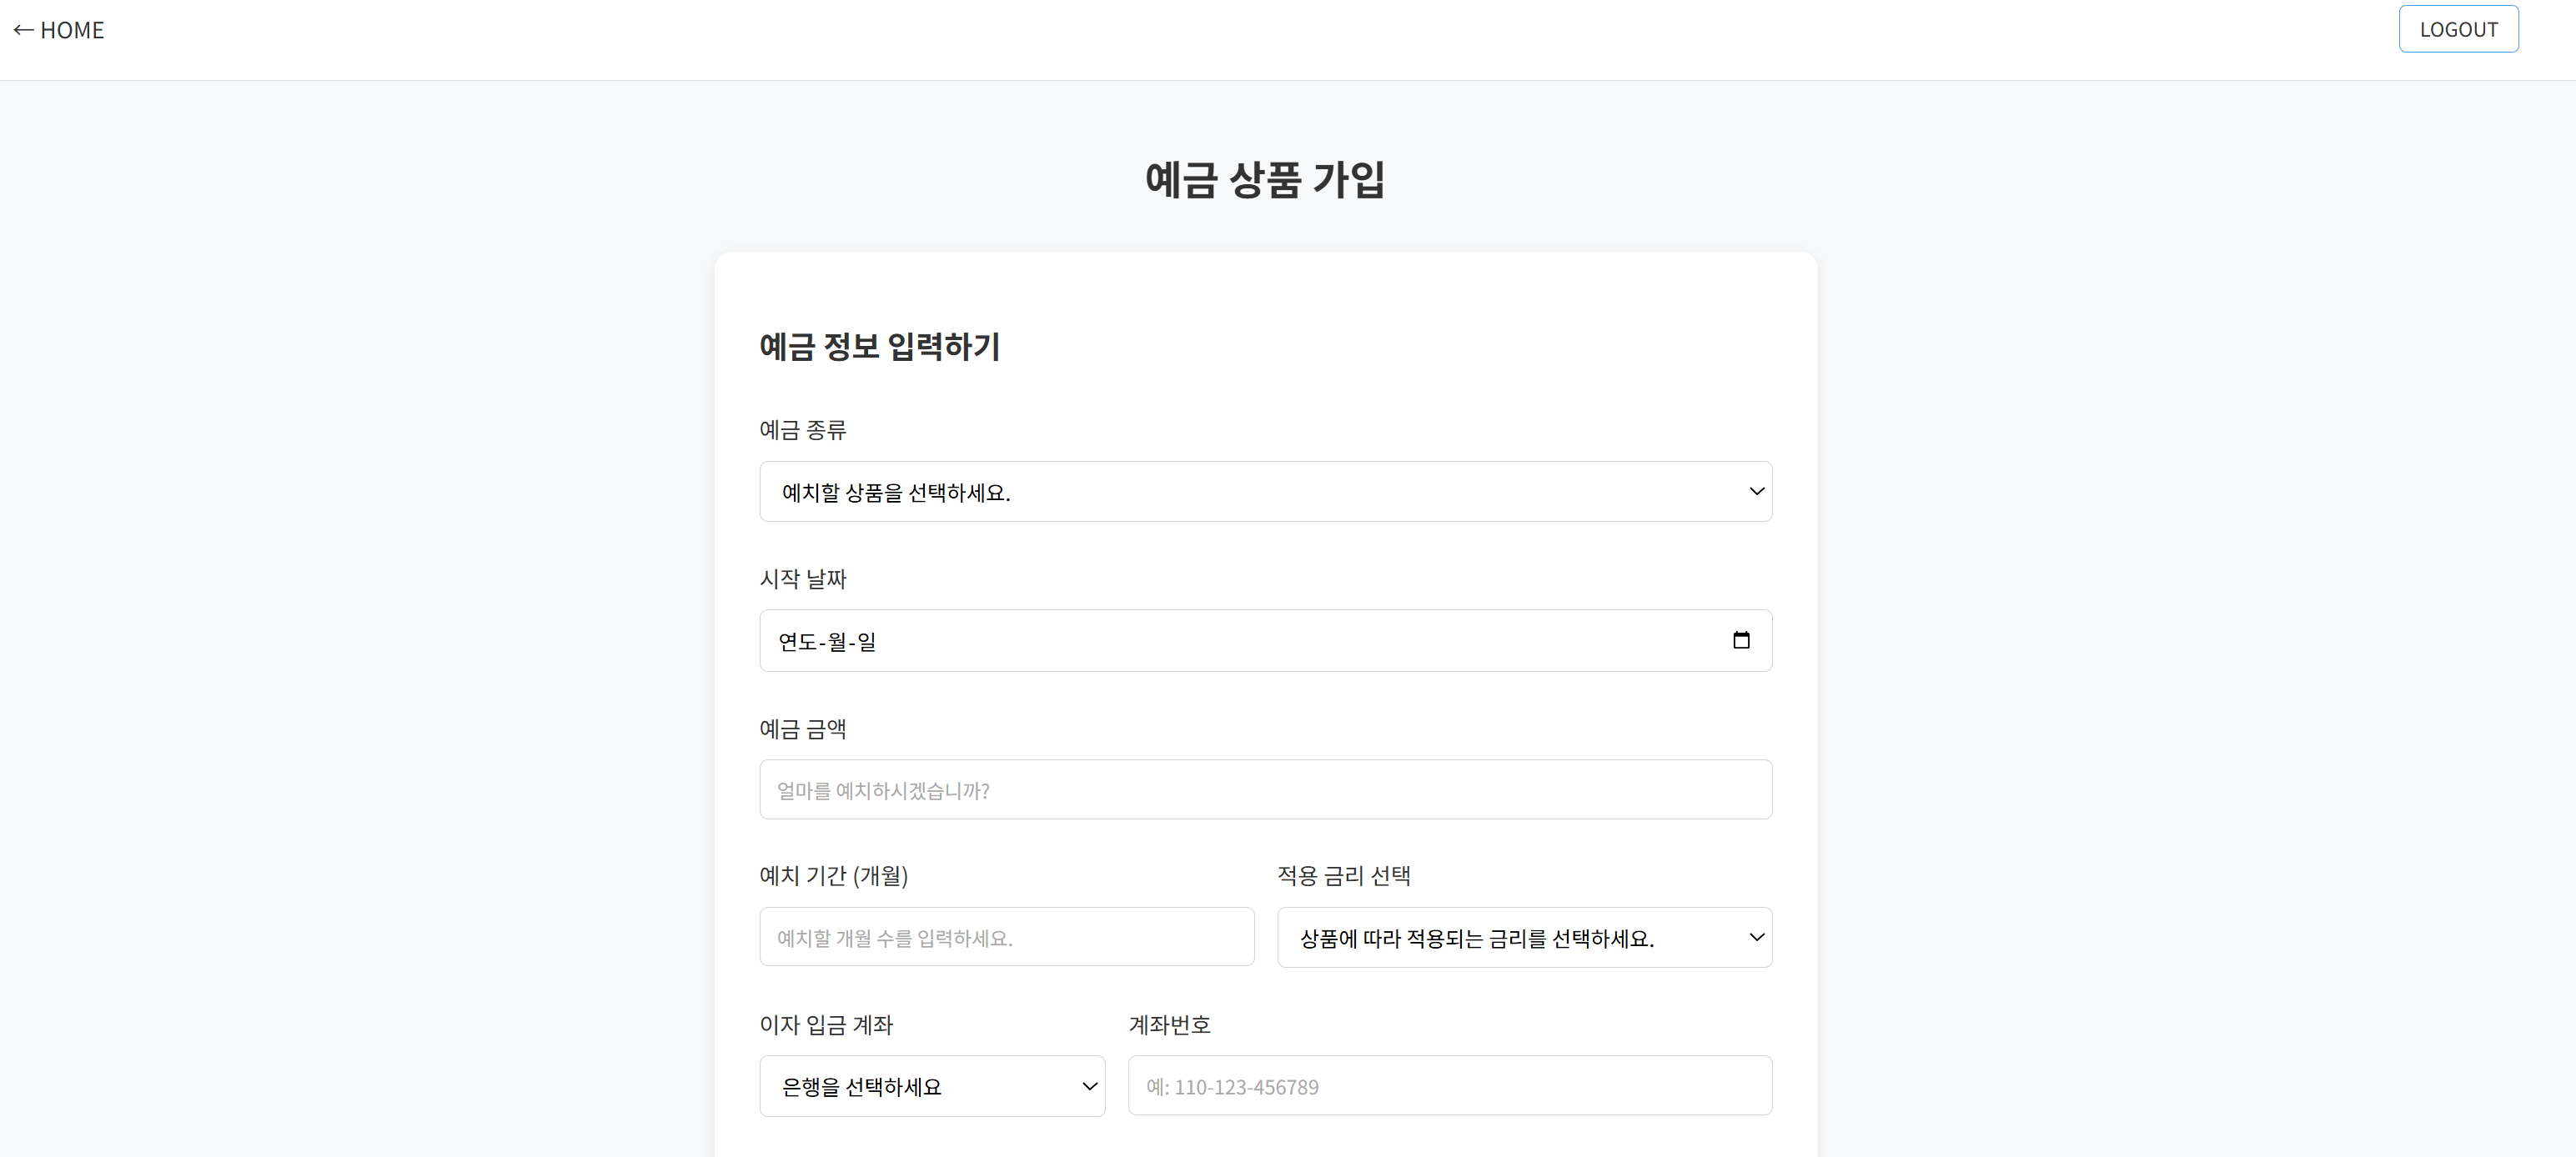 ← HOME
LOGOUT
예금 상품 가입
예금 정보 입력하기
예금 종류
예치할 상품을 선택하세요.
시작 날짜
연도-월-일
예금 금액
얼마를 예치하시겠습니까?
예치 기간 (개월)
적용 금리 선택
예치할 개월 수를 입력하세요.
상품에 따라 적용되는 금리를 선택하세요.
이자 입금 계좌
계좌번호
은행을 선택하세요
예: 110-123-456789